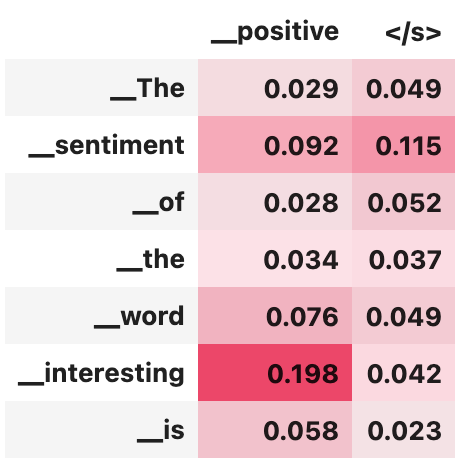 __positive </s>
__The 0.029 0.049
__sentiment 0.092 0.115
__of 0.028 0.052
__the 0.034 0.037
__word 0.076 0.049
__interesting 0.198 0.042
__is 0.058 0.023